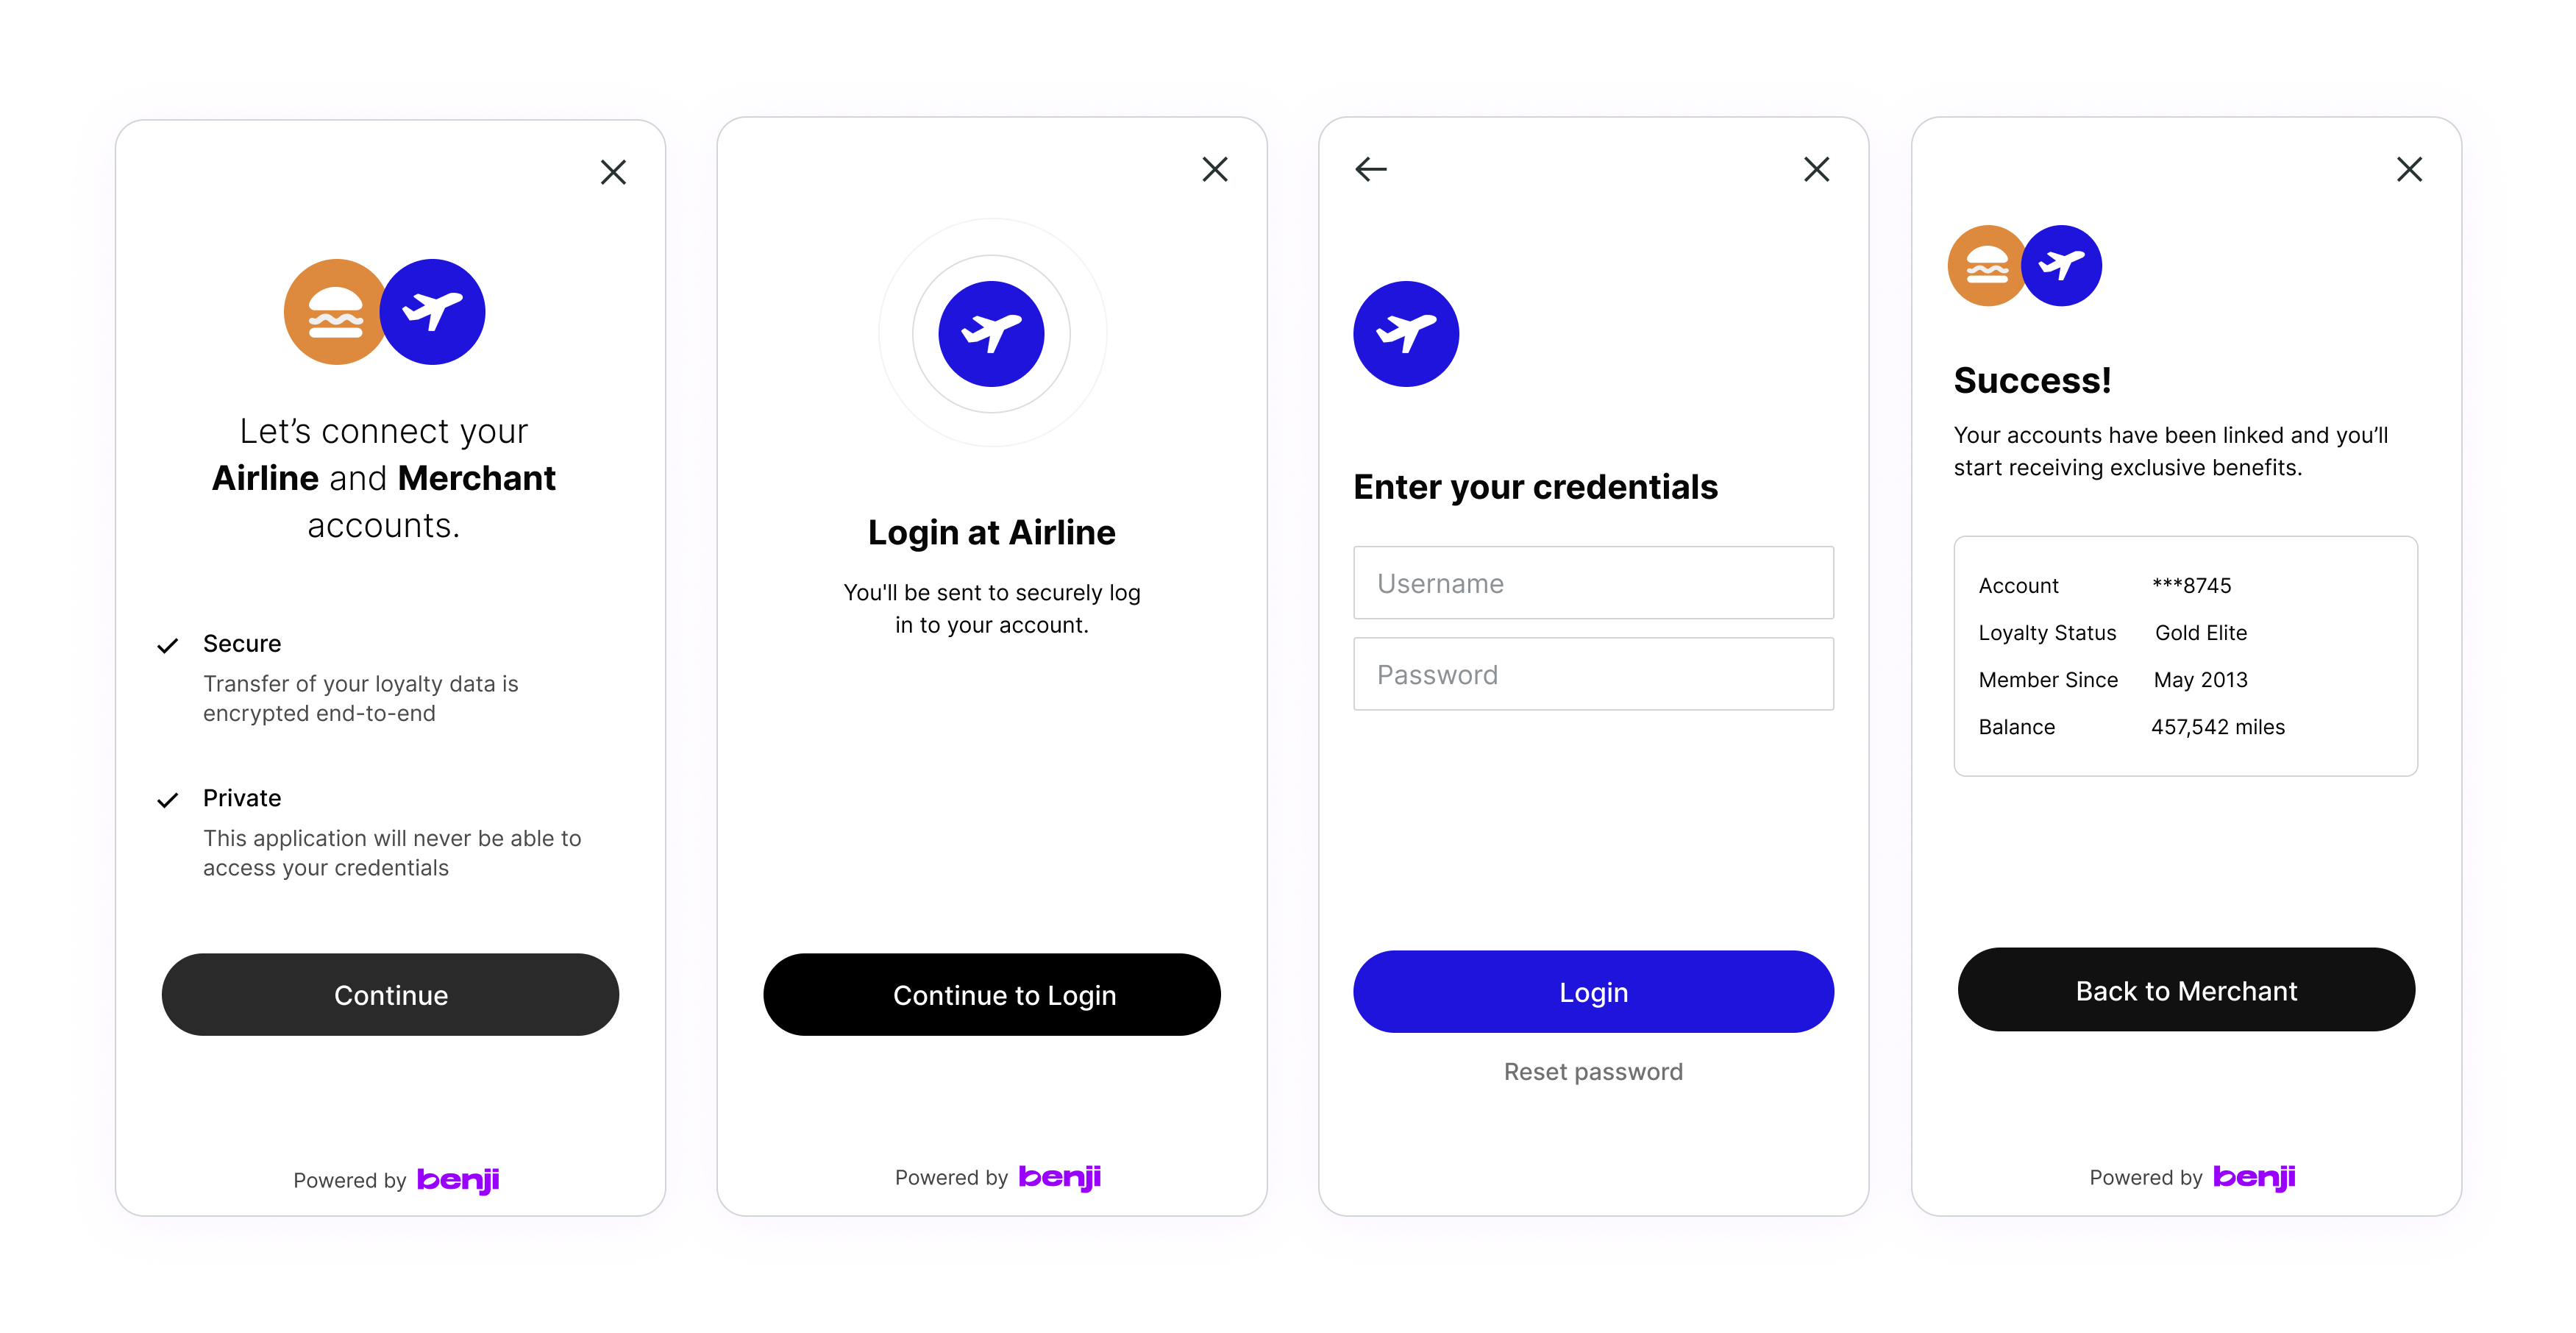 Let’s connect your
Airline and Merchant
accounts.
Secure
Transfer of your loyalty data is
encrypted end-to-end
Private
This application will never be able to
access your credentials
Continue
Powered by benji
Login at Airline
You'll be sent to securely log
in to your account.
Continue to Login
Powered by benji
Enter your credentials
Username
Password
Login
Reset password
Success!
Your accounts have been linked and you’ll
start receiving exclusive benefits.
Account ***8745
Loyalty Status Gold Elite
Member Since May 2013
Balance 457,542 miles
Back to Merchant
Powered by benji